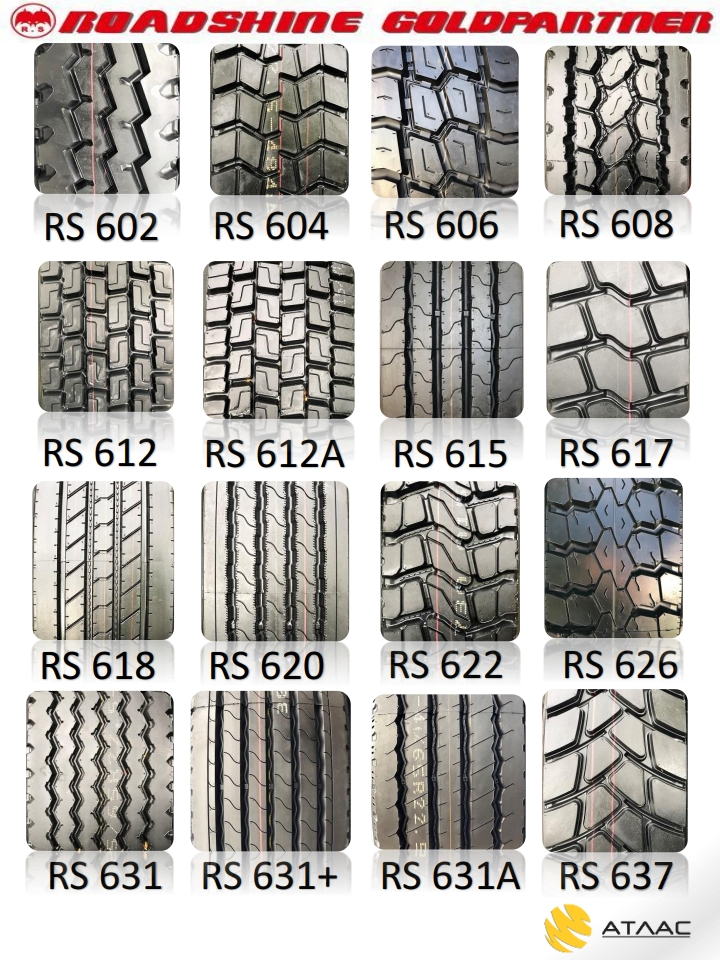 R S ROADSHINE GOLDPARTNER
RS 602 RS 604 RS 606 RS 608
RS 612 RS 612A RS 615 RS 617
RS 618 RS 620 RS 622 RS 626
RS 631 RS 631+ RS 631A RS 637
АТЛАС